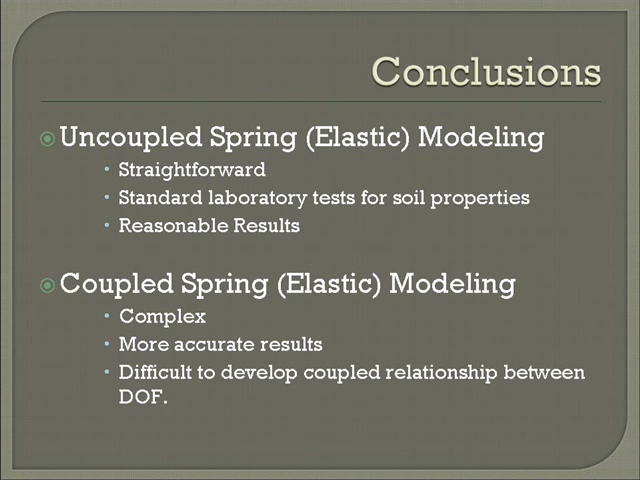 Conclusions
Uncoupled Spring (Elastic) Modeling
• Straightforward
• Standard laboratory tests for soil properties
• Reasonable Results
Coupled Spring (Elastic) Modeling
• Complex
• More accurate results
• Difficult to develop coupled relationship between
DOF.